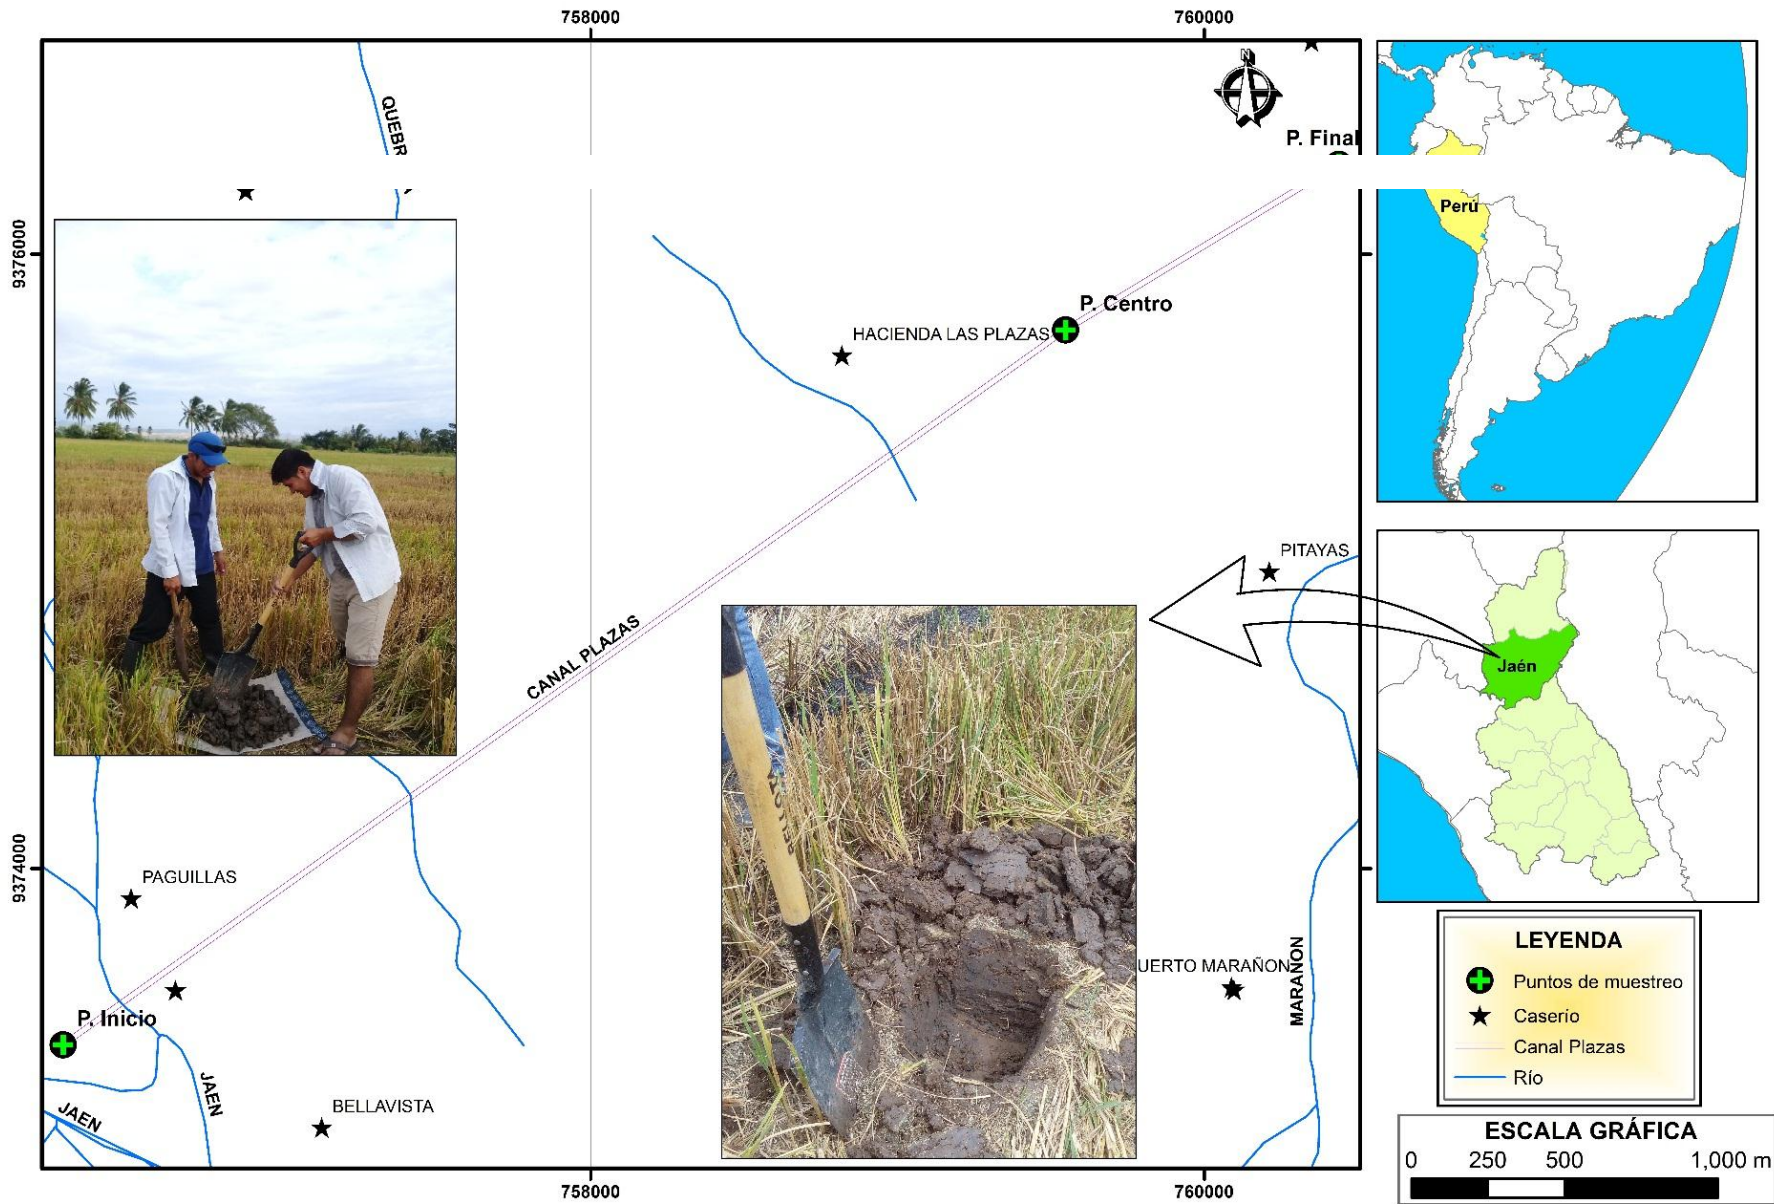 758000
760000
QUEBR
P. Final
9376000
Perú
P. Centro
HACIENDA LAS PLAZAS
PITAYAS
CANAL PLAZAS
Jaén
BELLOTA
9374000
PAGUILLAS
UERTO MARAÑON
MARAÑON
P. Inicio
JAEN
JAEN
BELLAVISTA
LEYENDA
Puntos de muestreo
Caserío
Canal Plazas
Río
ESCALA GRÁFICA
0 250 500 1,000 m
758000
760000
N